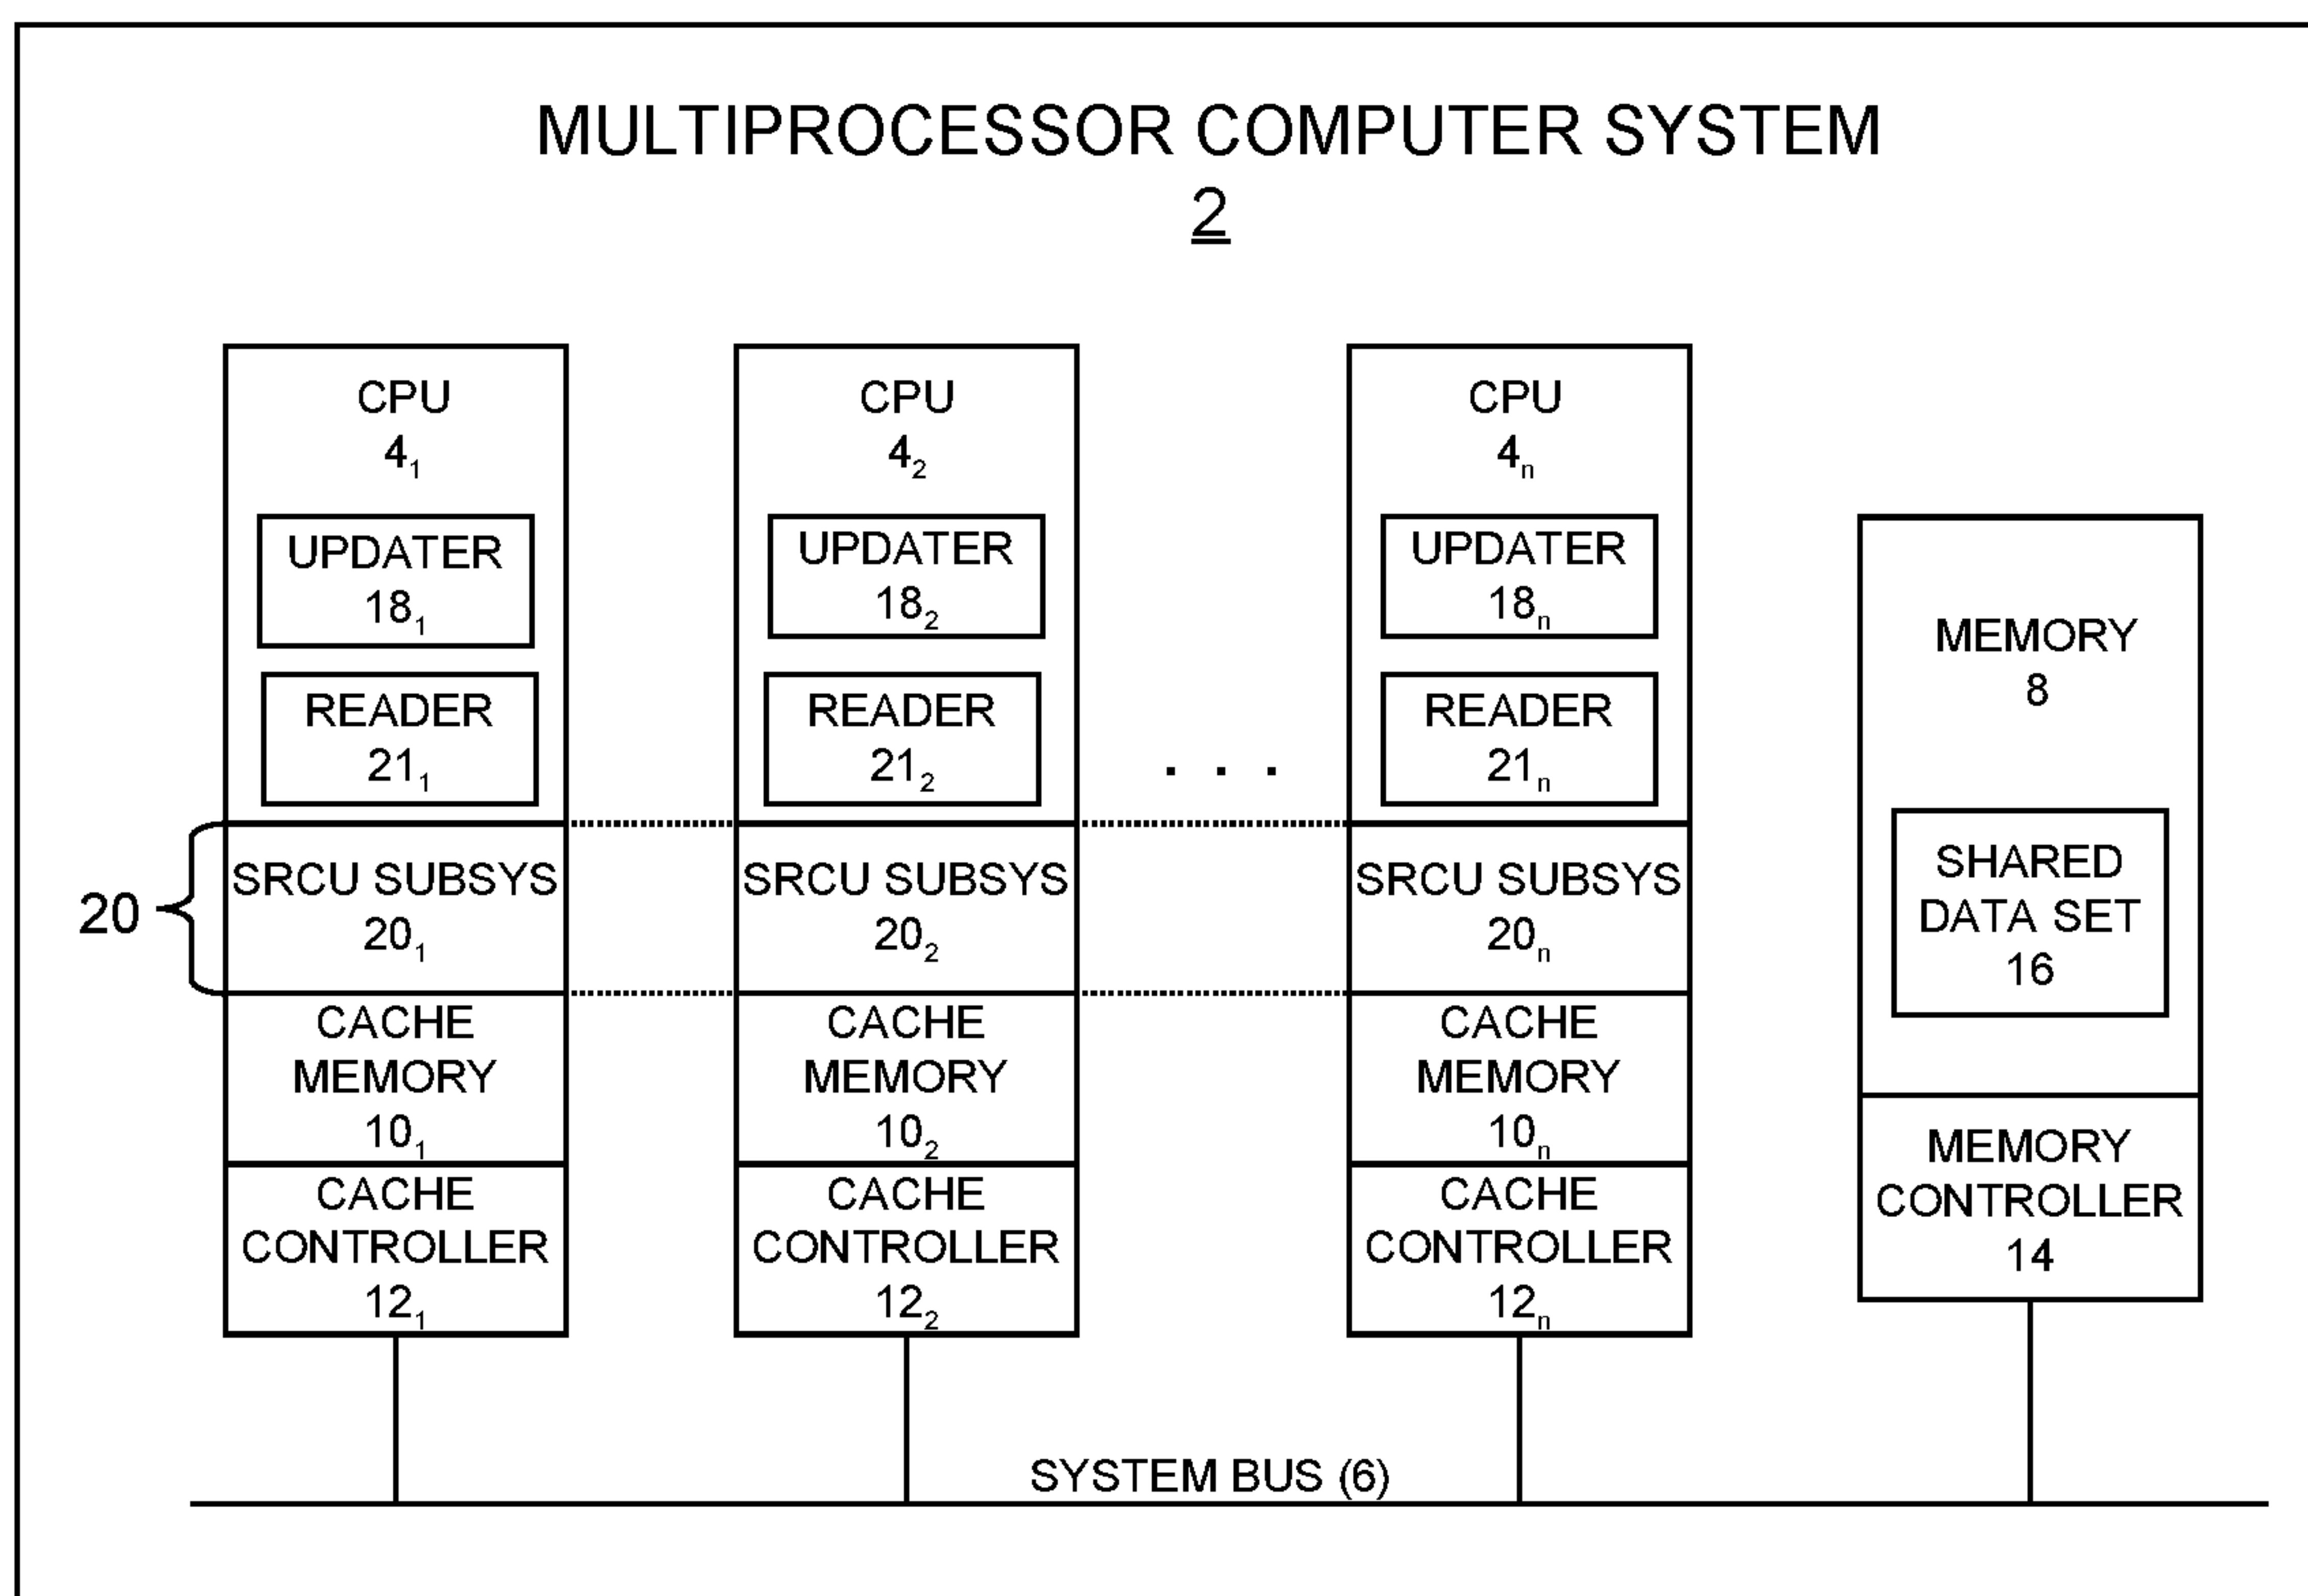 MULTIPROCESSOR COMPUTER SYSTEM
2
CPU
4₁
UPDATER
18₁
READER
21₁
SRCU SUBSYS
20₁
CACHE
MEMORY
10₁
CACHE
CONTROLLER
12₁
20
CPU
4₂
UPDATER
18₂
READER
21₂
SRCU SUBSYS
20₂
CACHE
MEMORY
10₂
CACHE
CONTROLLER
12₂
. . .
CPU
4ₙ
UPDATER
18ₙ
READER
21ₙ
SRCU SUBSYS
20ₙ
CACHE
MEMORY
10ₙ
CACHE
CONTROLLER
12ₙ
MEMORY
8
SHARED
DATA SET
16
MEMORY
CONTROLLER
14
SYSTEM BUS (6)